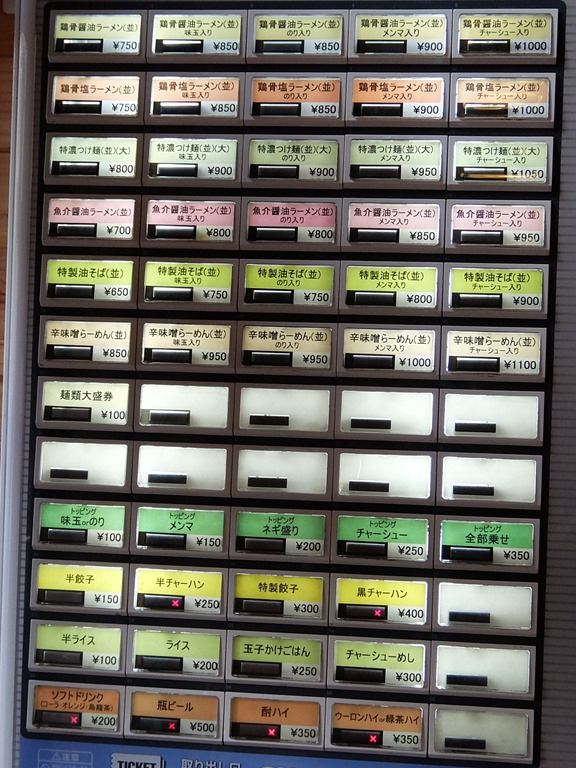 鶏骨醤油ラーメン(並)
¥750
鶏骨醤油ラーメン(並)
味玉入り
¥850
鶏骨醤油ラーメン(並)
のり入り
¥850
鶏骨醤油ラーメン(並)
メンマ入り
¥900
鶏骨醤油ラーメン(並)
チャーシュー入り
¥1000
鶏骨塩ラーメン(並)
¥750
鶏骨塩ラーメン(並)
味玉入り
¥850
鶏骨塩ラーメン(並)
のり入り
¥850
鶏骨塩ラーメン(並)
メンマ入り
¥900
鶏骨塩ラーメン(並)
チャーシュー入り
¥1000
特濃つけ麺(並)(大)
¥800
特濃つけ麺(並)(大)
味玉入り
¥900
特濃つけ麺(並)(大)
のり入り
¥900
特濃つけ麺(並)(大)
メンマ入り
¥950
特濃つけ麺(並)(大)
チャーシュー入り
¥1050
魚介醤油ラーメン(並)
¥700
魚介醤油ラーメン(並)
味玉入り
¥800
魚介醤油ラーメン(並)
のり入り
¥800
魚介醤油ラーメン(並)
メンマ入り
¥850
魚介醤油ラーメン(並)
チャーシュー入り
¥950
特製油そば(並)
¥650
特製油そば(並)
味玉入り
¥750
特製油そば(並)
のり入り
¥750
特製油そば(並)
メンマ入り
¥800
特製油そば(並)
チャーシュー入り
¥900
辛味噌らーめん(並)
¥850
辛味噌らーめん(並)
味玉入り
¥950
辛味噌らーめん(並)
のり入り
¥950
辛味噌らーめん(並)
メンマ入り
¥1000
辛味噌らーめん(並)
チャーシュー入り
¥1100
麺類大盛券
¥100
トッピング
味玉orのり
¥100
トッピング
メンマ
¥150
トッピング
ネギ盛り
¥200
トッピング
チャーシュー
¥250
トッピング
全部乗せ
¥350
半餃子
¥150
半チャーハン
¥250
特製餃子
¥300
黒チャーハン
¥400
半ライス
¥100
ライス
¥200
玉子かけごはん
¥250
チャーシューめし
¥300
ソフトドリンク
(コーラ・オレンジ・烏龍茶)
¥200
瓶ビール
¥500
酎ハイ
¥350
ウーロンハイor緑茶ハイ
¥350
注意
TICKET
取り出し口